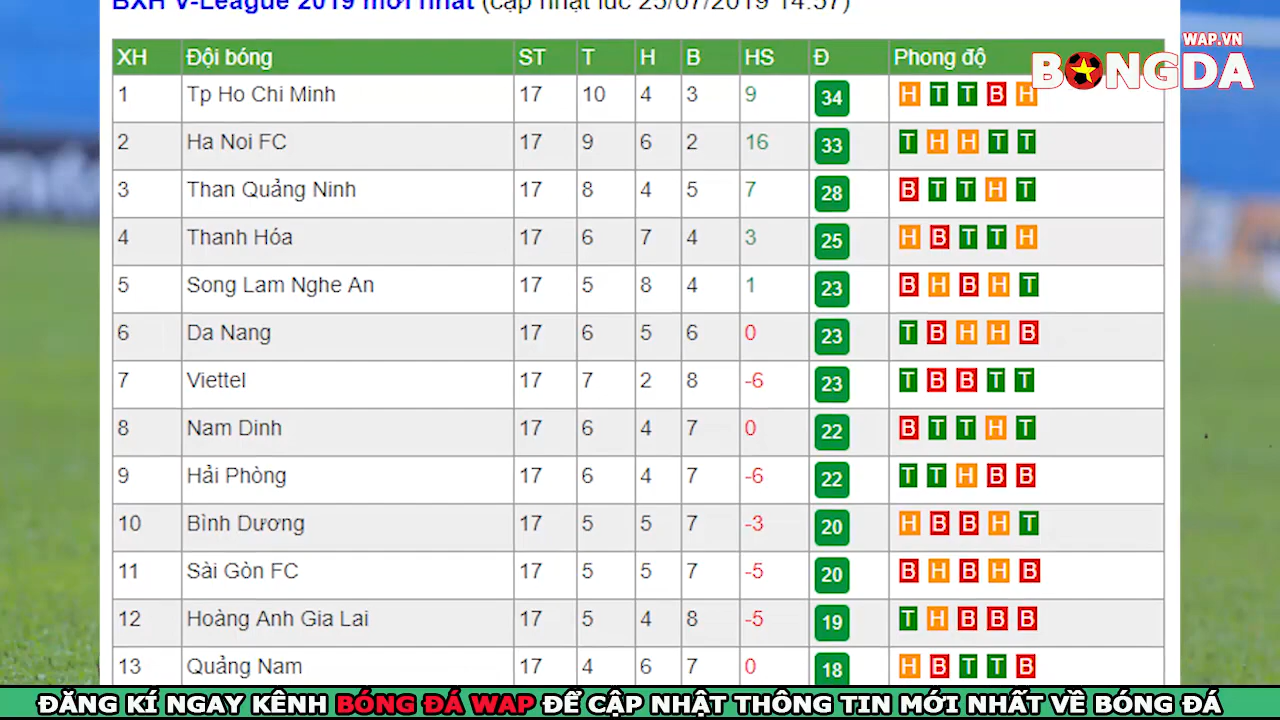 BXH V-League 2019 mới nhất (cập nhật lúc 25/07/2019 14:57)
WAP.VN
BONGDA
XH Đội bóng ST T H B HS Đ Phong độ
1 Tp Ho Chi Minh 17 10 4 3 9 34 H T T B H
2 Ha Noi FC 17 9 6 2 16 33 T H H T T
3 Than Quảng Ninh 17 8 4 5 7 28 B T T H T
4 Thanh Hóa 17 6 7 4 3 25 H B T T H
5 Song Lam Nghe An 17 5 8 4 1 23 B H B H T
6 Da Nang 17 6 5 6 0 23 T B H H B
7 Viettel 17 7 2 8 -6 23 T B B T T
8 Nam Dinh 17 6 4 7 0 22 B T T H T
9 Hải Phòng 17 6 4 7 -6 22 T T H B B
10 Bình Dương 17 5 5 7 -3 20 H B B H T
11 Sài Gòn FC 17 5 5 7 -5 20 B H B H B
12 Hoàng Anh Gia Lai 17 5 4 8 -5 19 T H B B B
13 Quảng Nam 17 4 6 7 0 18 H B T T B
ĐĂNG KÍ NGAY KÊNH BÓNG ĐÁ WAP ĐỂ CẬP NHẬT THÔNG TIN MỚI NHẤT VỀ BÓNG ĐÁ